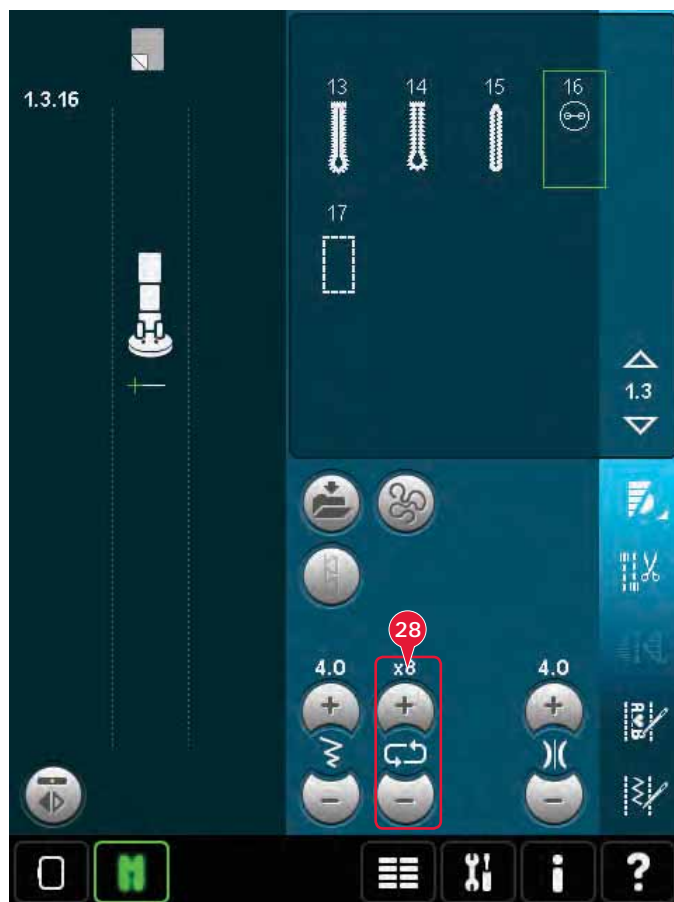 1.3.16
13 14 15 16
17
1.3
28
4.0 x8 4.0
+ + +
- - -
R♥B
i ?